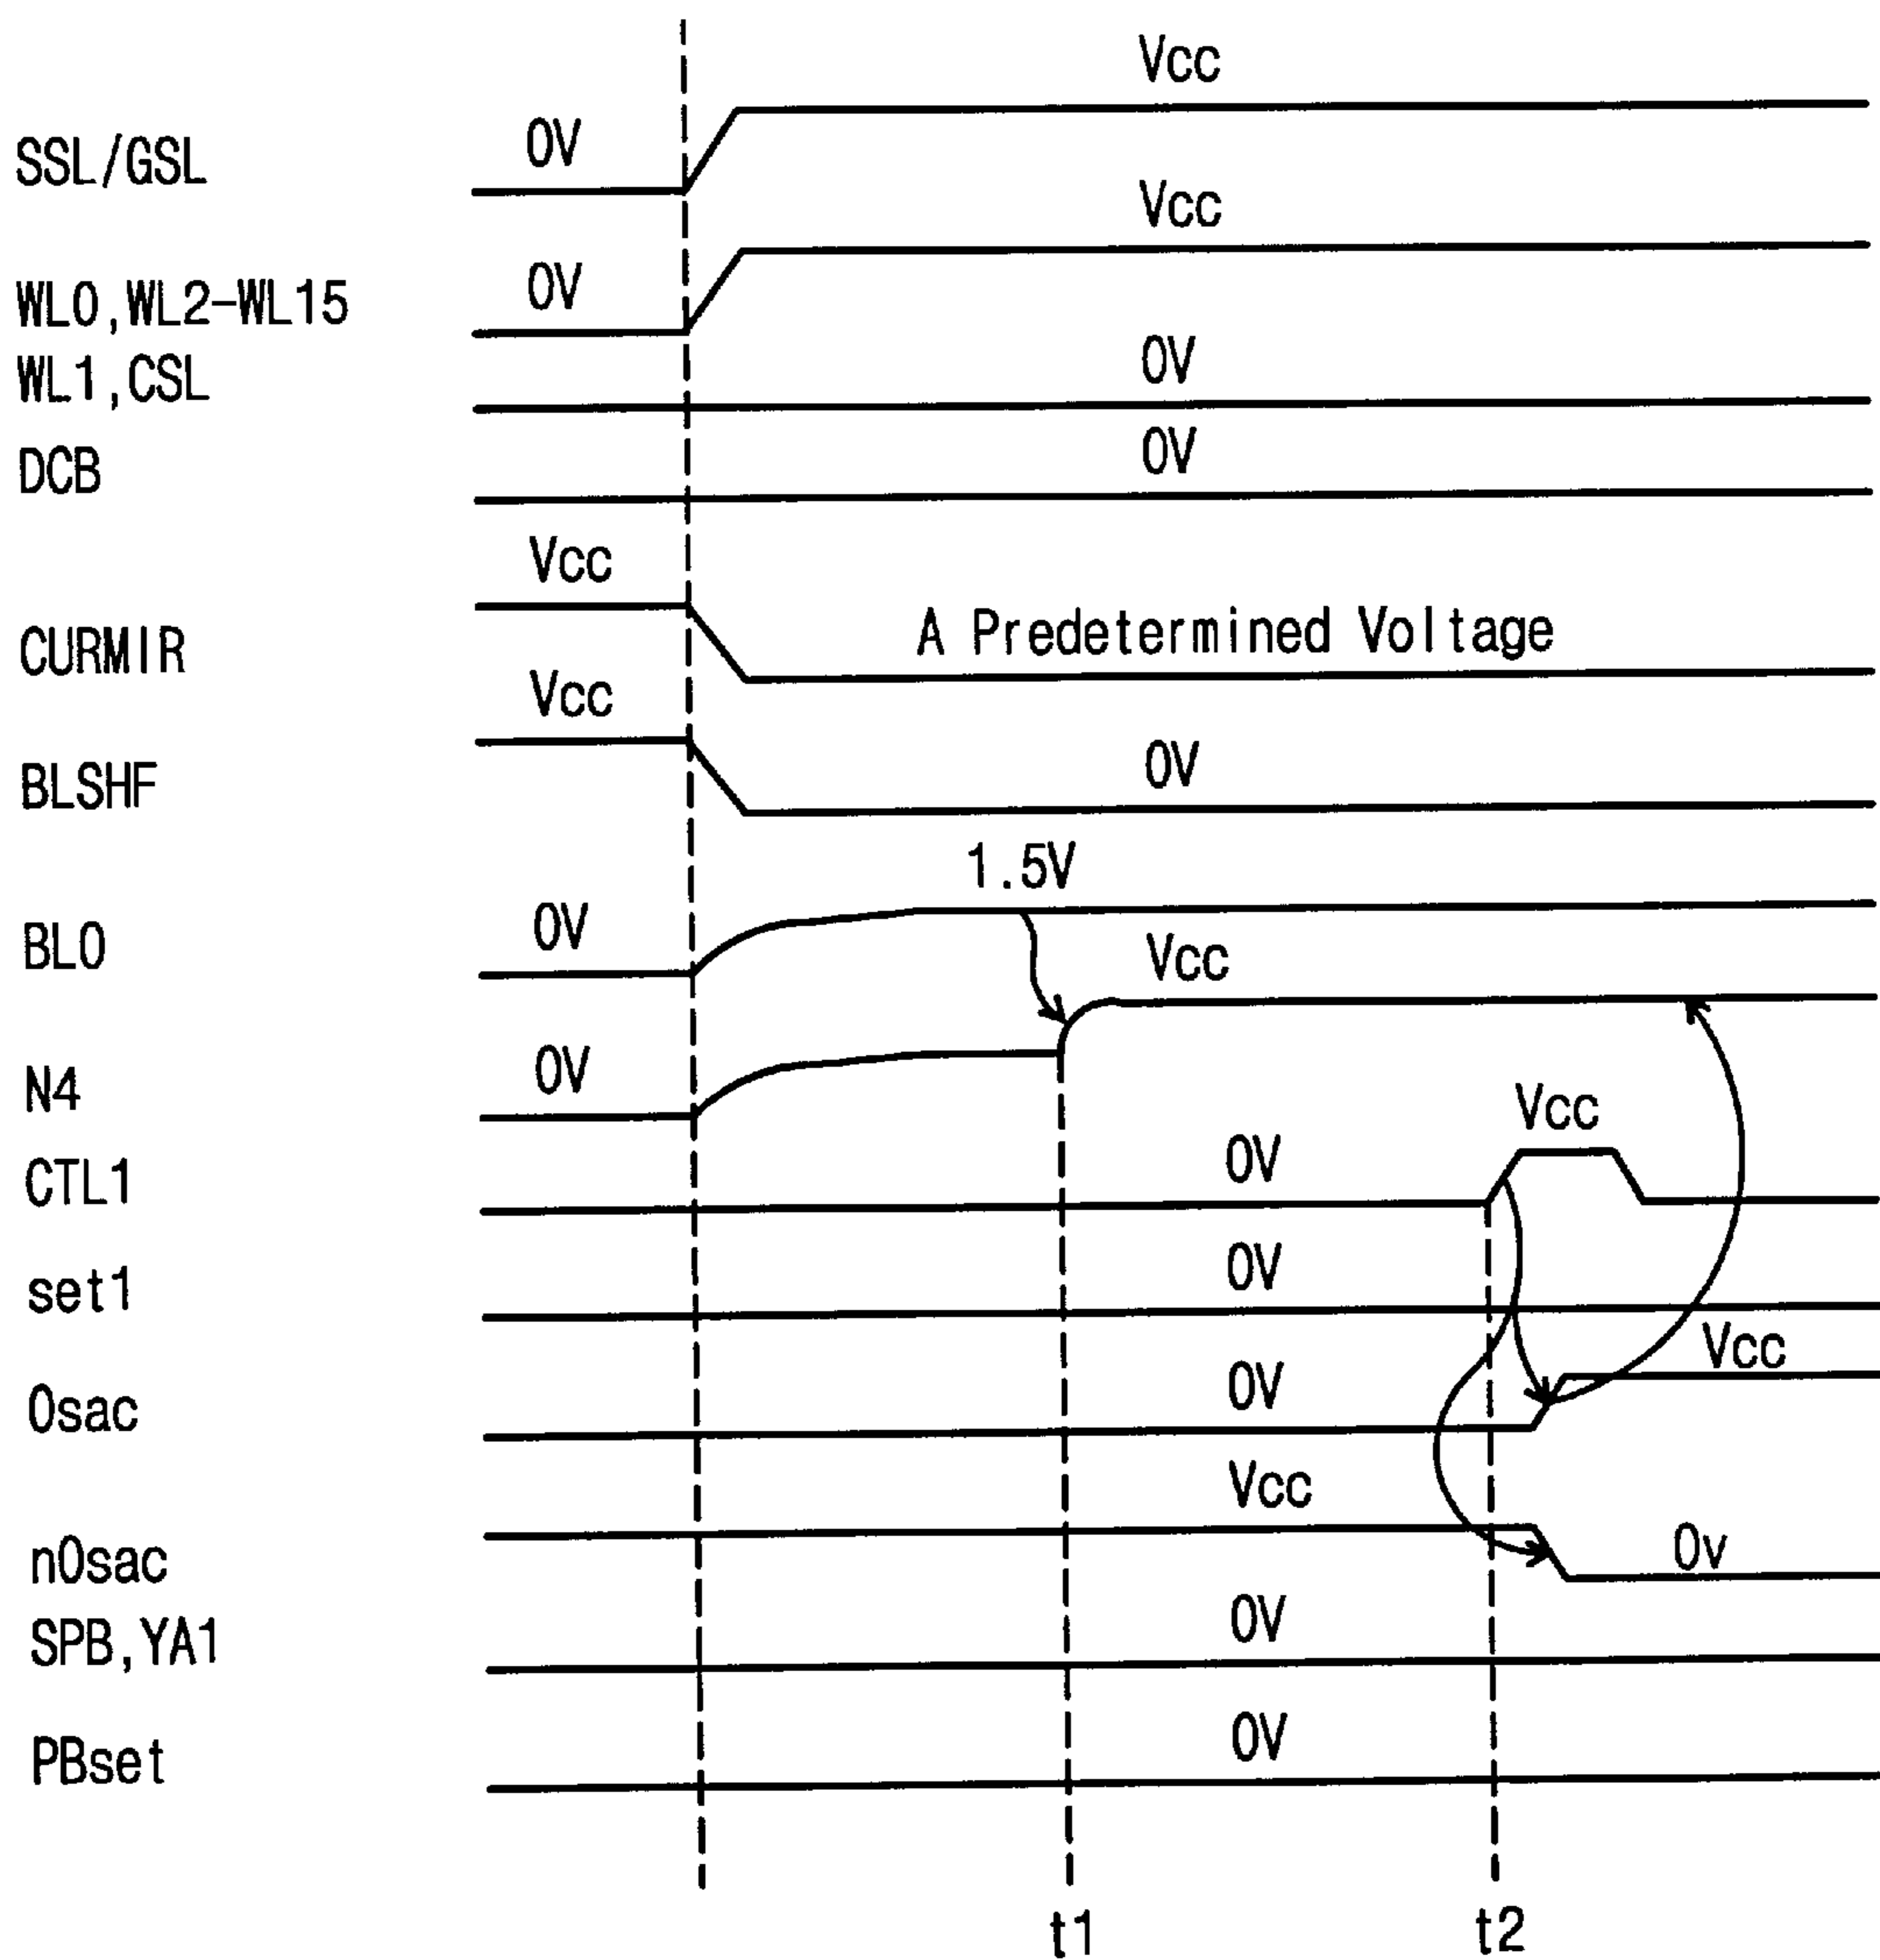 Vcc
SSL/GSL 0V
Vcc
WL0,WL2-WL15 0V
WL1,CSL 0V
DCB 0V
Vcc
CURMIR A Predetermined Voltage
Vcc
BLSHF 0V
1.5V
BL0 0V
Vcc
N4 0V
Vcc
CTL1 0V
set1 0V
Vcc
Osac 0V
Vcc
nOsac 0v
SPB,YA1 0V
PBset 0V
t1 t2